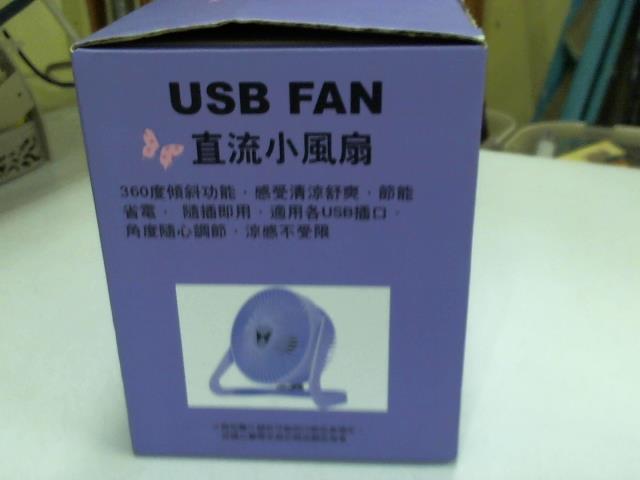 USB FAN
直流小風扇
360度傾斜功能，感受清涼舒爽，節能
省電， 隨插即用，適用各USB插口，
角度隨心調節，涼感不受限